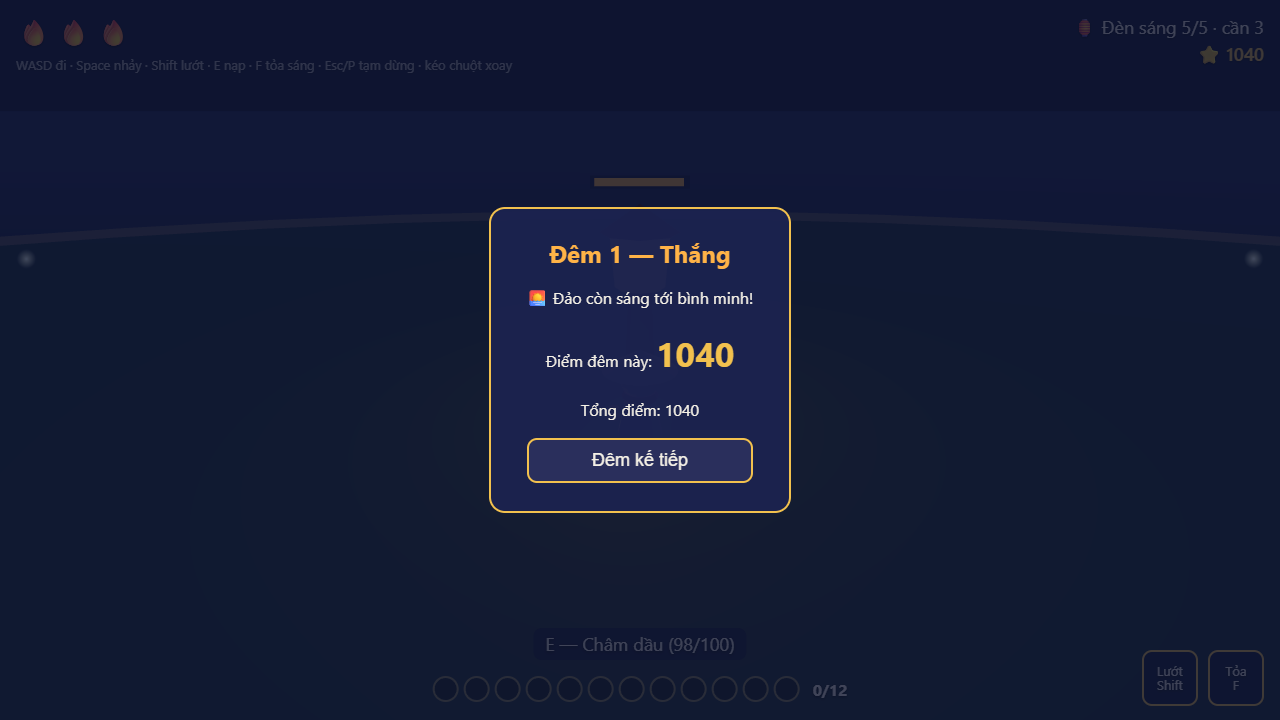 Đèn sáng 5/5 · cần 3
1040
WASD đi · Space nhảy · Shift lướt · E nạp · F tỏa sáng · Esc/P tạm dừng · kéo chuột xoay
Đêm 1 — Thắng
Đảo còn sáng tới bình minh!
Điểm đêm này: 1040
Tổng điểm: 1040
Đêm kế tiếp
E — Châm dầu (98/100)
0/12
Lướt
Shift
Tỏa
F